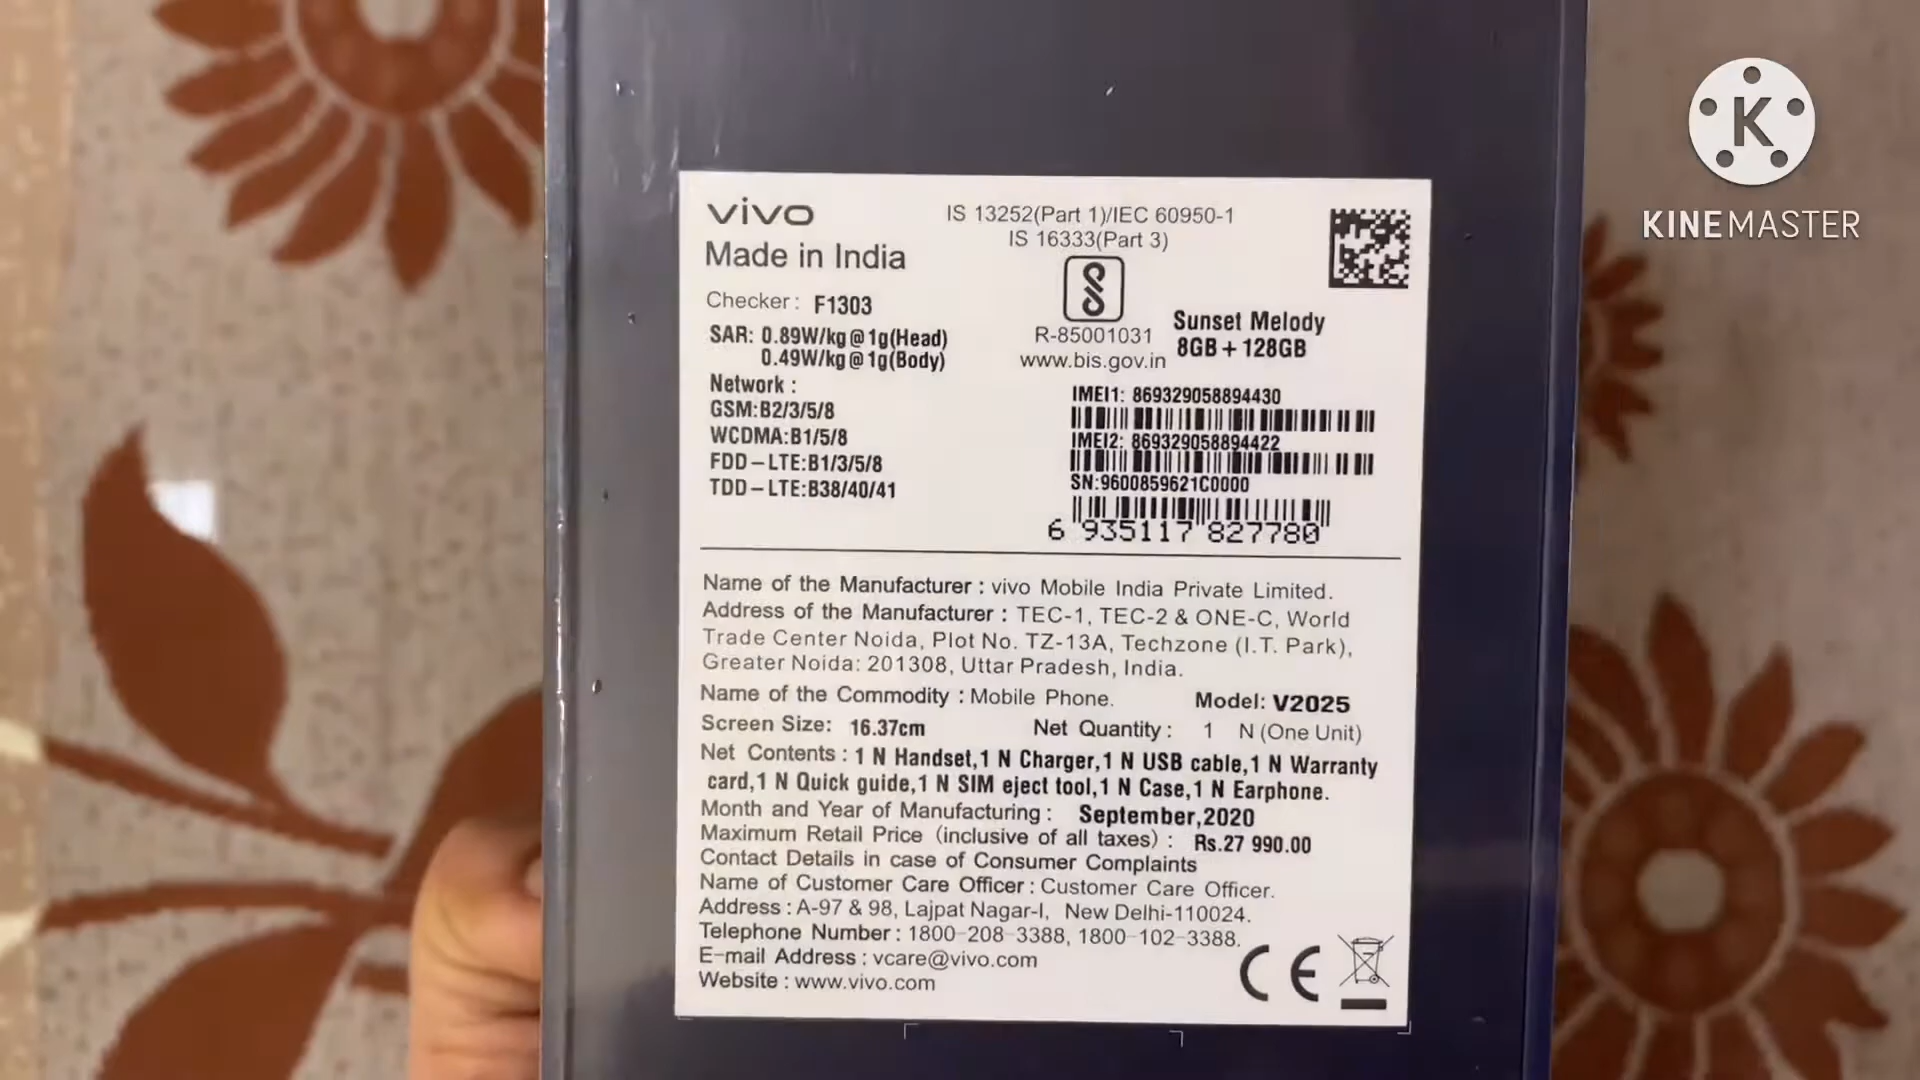 vivo
Made in India
Checker : F1303
SAR: 0.89W/kg@1g(Head)
0.49W/kg@1g(Body)
Network :
GSM:B2/3/5/8
WCDMA:B1/5/8
FDD-LTE:B1/3/5/8
TDD-LTE:B38/40/41
IS 13252(Part 1)/IEC 60950-1
IS 16333(Part 3)
R-85001031
www.bis.gov.in
Sunset Melody
8GB+128GB
IMEI1: 869329058894430
IMEI2: 869329058894422
SN:9600859621C0000
6 935117 827780
Name of the Manufacturer : vivo Mobile India Private Limited.
Address of the Manufacturer : TEC-1, TEC-2 & ONE-C, World
Trade Center Noida, Plot No. TZ-13A, Techzone (I.T. Park),
Greater Noida: 201308, Uttar Pradesh, India.
Name of the Commodity : Mobile Phone. Model: V2025
Screen Size: 16.37cm Net Quantity : 1 N (One Unit)
Net Contents : 1 N Handset,1 N Charger,1 N USB cable,1 N Warranty
card,1 N Quick guide,1 N SIM eject tool,1 N Case,1 N Earphone.
Month and Year of Manufacturing : September,2020
Maximum Retail Price (inclusive of all taxes) : Rs.27 990.00
Contact Details in case of Consumer Complaints
Name of Customer Care Officer : Customer Care Officer.
Address : A-97 & 98, Lajpat Nagar-I, New Delhi-110024.
Telephone Number : 1800-208-3388, 1800-102-3388.
E-mail Address : vcare@vivo.com
Website : www.vivo.com
CE
K
KINEMASTER